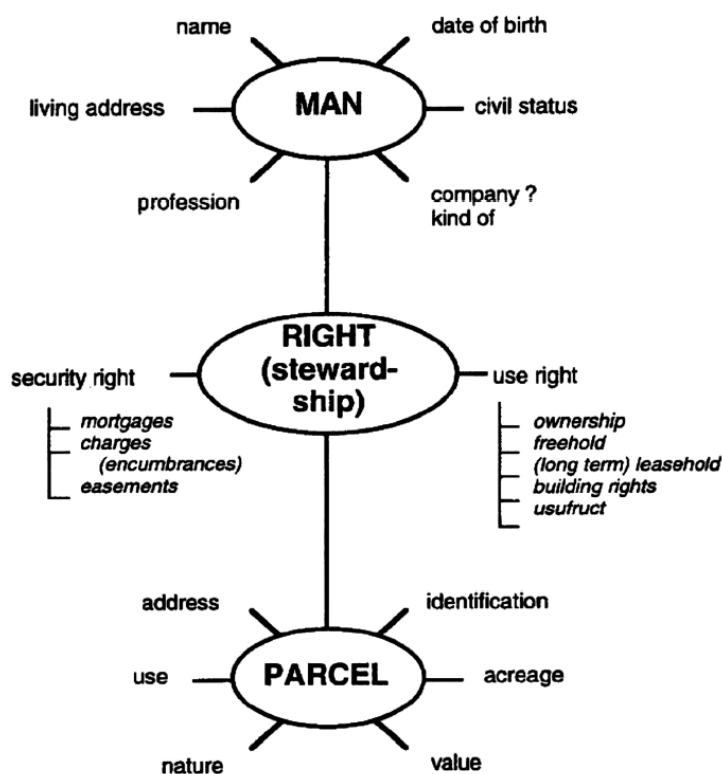 name
date of birth
MAN
living address
civil status
profession
company ?
kind of
RIGHT
(steward-
ship)
security right
use right
mortgages
charges
(encumbrances)
easements
ownership
freehold
(long term) leasehold
building rights
usufruct
address
identification
PARCEL
use
acreage
nature
value